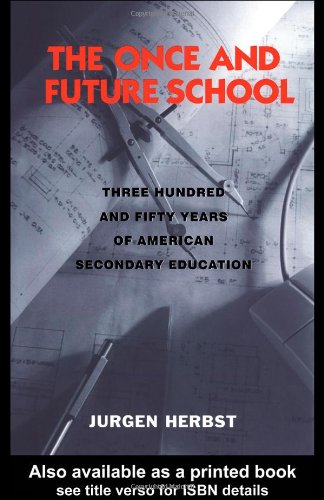 THE ONCE AND
FUTURE SCHOOL
THREE HUNDRED
AND FIFTY YEARS
OF AMERICAN
SECONDARY EDUCATION
JURGEN HERBST
Also available as a printed book
see title verso for ISBN details